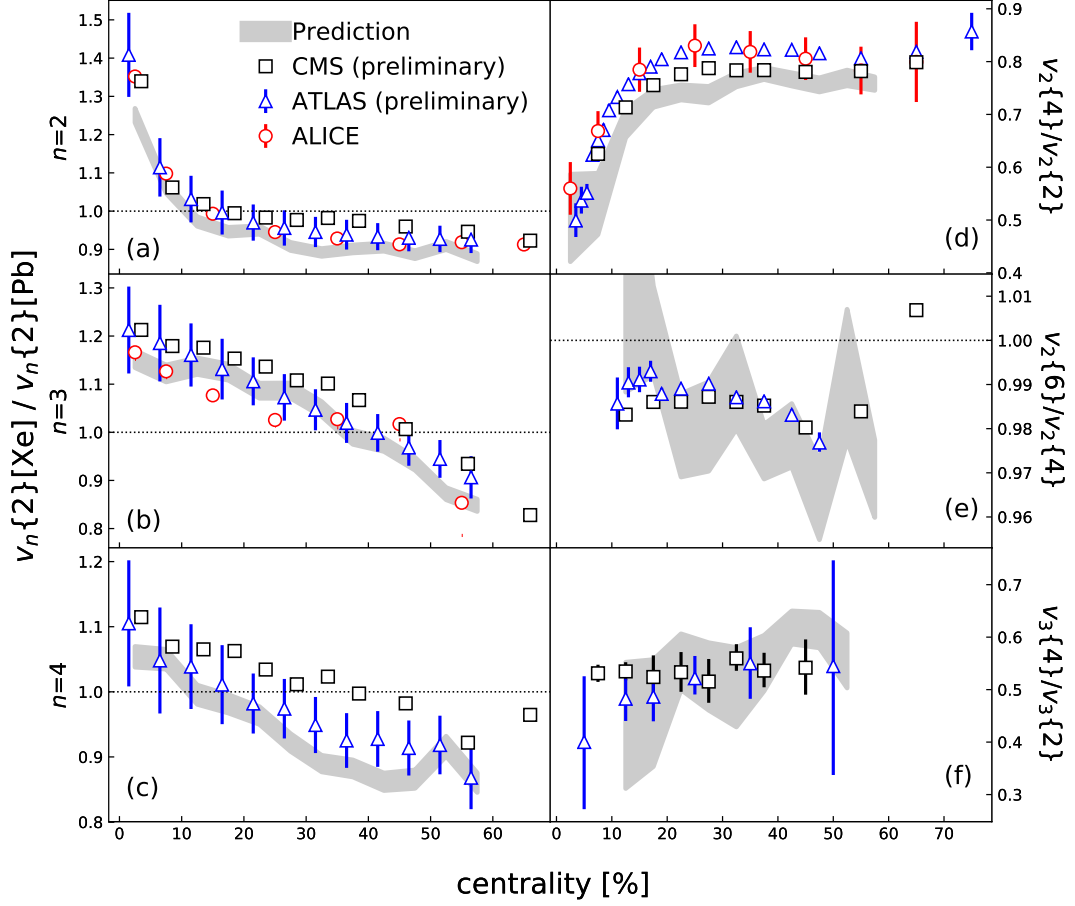 1.5
1.4
1.3
1.2
1.1
1.0
0.9
n=2
Prediction
CMS (preliminary)
ATLAS (preliminary)
ALICE
(a)
0.9
0.8
0.7
0.6
0.5
0.4
v₂{4}/v₂{2}
(d)
vₙ{2}[Xe] / vₙ{2}[Pb]
1.3
1.2
1.1
1.0
0.9
0.8
n=3
(b)
1.01
1.00
0.99
0.98
0.97
0.96
v₂{6}/v₂{4}
(e)
1.2
1.1
1.0
0.9
0.8
n=4
(c)
0.7
0.6
0.5
0.4
0.3
v₃{4}/v₃{2}
(f)
0 10 20 30 40 50 60
0 10 20 30 40 50 60 70
centrality [%]